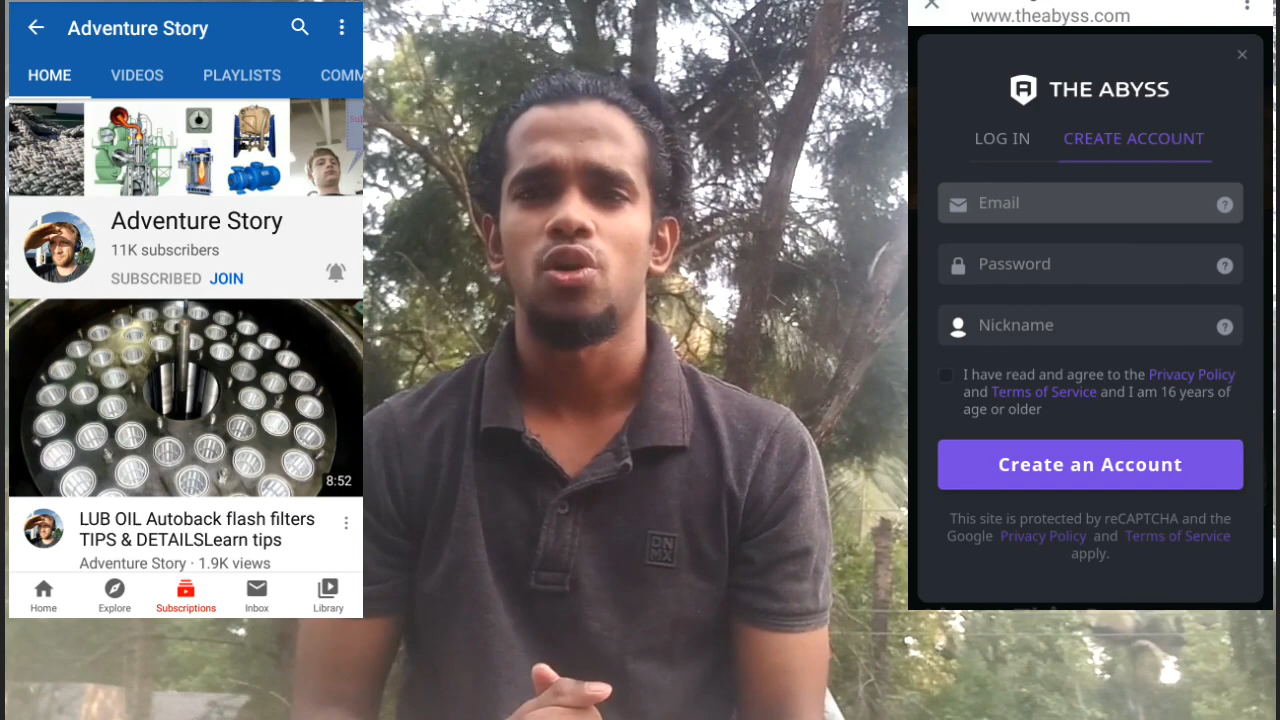 Adventure Story
HOME
VIDEOS
PLAYLISTS
COMM
Adventure Story
11K subscribers
SUBSCRIBED JOIN
8:52
LUB OIL Autoback flash filters
TIPS & DETAILSLearn tips
Adventure Story · 1.9K views
Home
Explore
Subscriptions
Inbox
Library
DN
MX
www.theabyss.com
THE ABYSS
LOG IN
CREATE ACCOUNT
Email
Password
Nickname
I have read and agree to the Privacy Policy
and Terms of Service and I am 16 years of
age or older
Create an Account
This site is protected by reCAPTCHA and the
Google Privacy Policy and Terms of Service
apply.